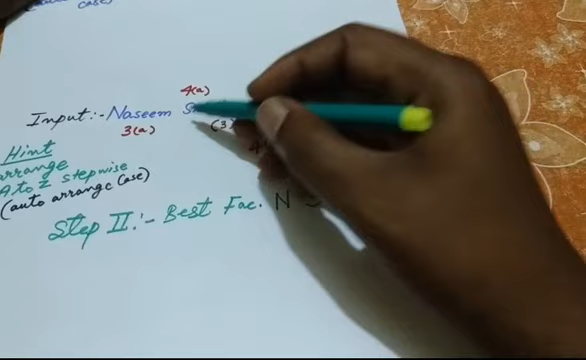 case)
4(a)
Input:- Naseem S
3(a) (3)
Hint
arrange
A to Z stepwise
(auto arrange Case)
Step II:- Best Fac. N